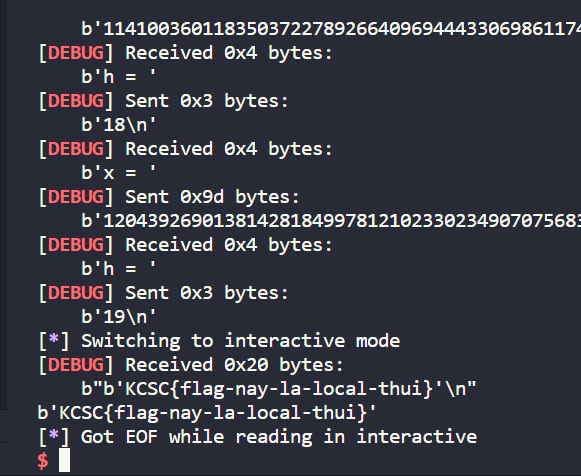 b'11410036011835037227892664096944433069861174
[DEBUG] Received 0x4 bytes:
b'h = '
[DEBUG] Sent 0x3 bytes:
b'18\n'
[DEBUG] Received 0x4 bytes:
b'x = '
[DEBUG] Sent 0x9d bytes:
b'12043926901381428184997812102330234907075683
[DEBUG] Received 0x4 bytes:
b'h = '
[DEBUG] Sent 0x3 bytes:
b'19\n'
[*] Switching to interactive mode
[DEBUG] Received 0x20 bytes:
b"b'KCSC{flag-nay-la-local-thui}'\n"
b'KCSC{flag-nay-la-local-thui}'
[*] Got EOF while reading in interactive
$